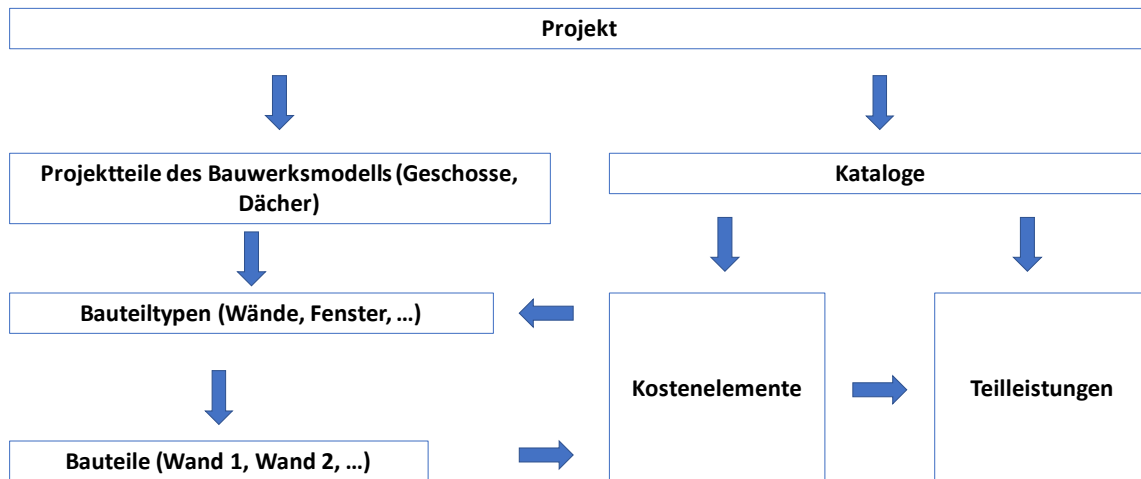 Projekt
Projektteile des Bauwerksmodells (Geschosse,
Dächer)
Kataloge
Bauteiltypen (Wände, Fenster, …)
Kostenelemente
Teilleistungen
Bauteile (Wand 1, Wand 2, …)